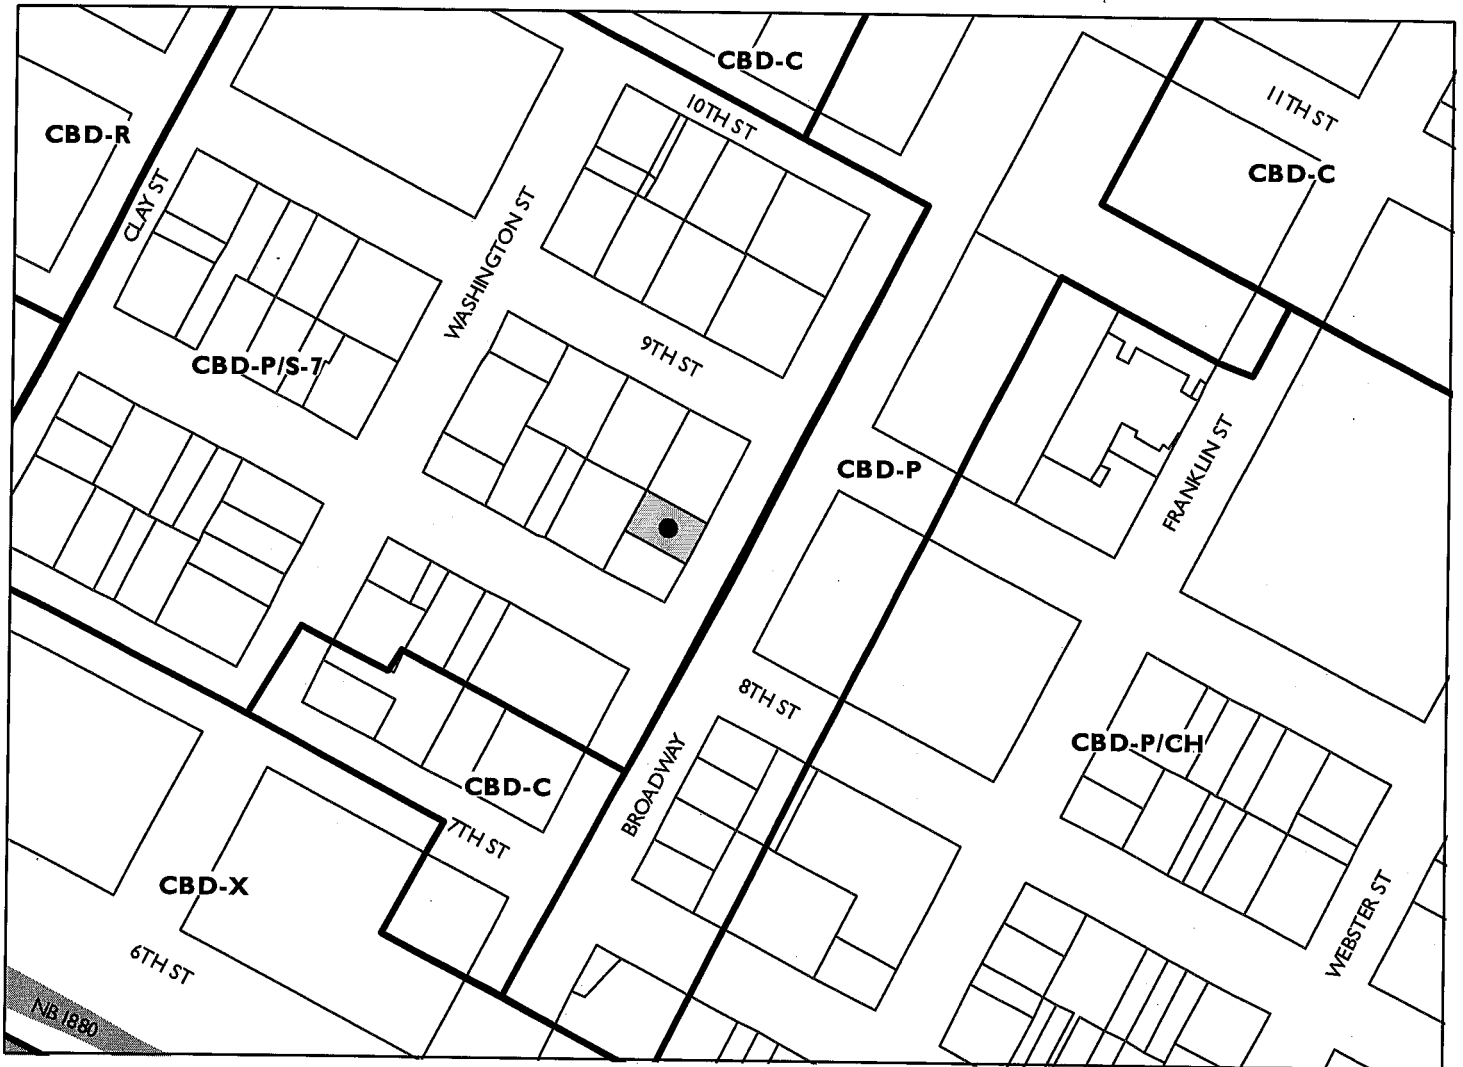 CBD-C
10TH ST
11TH ST
CBD-R
CBD-C
CLAY ST
WASHINGTON ST
9TH ST
CBD-P/S-7
CBD-P
FRANKLIN ST
8TH ST
CBD-P/CH
BROADWAY
CBD-C
7TH ST
CBD-X
WEBSTER ST
6TH ST
NB I880